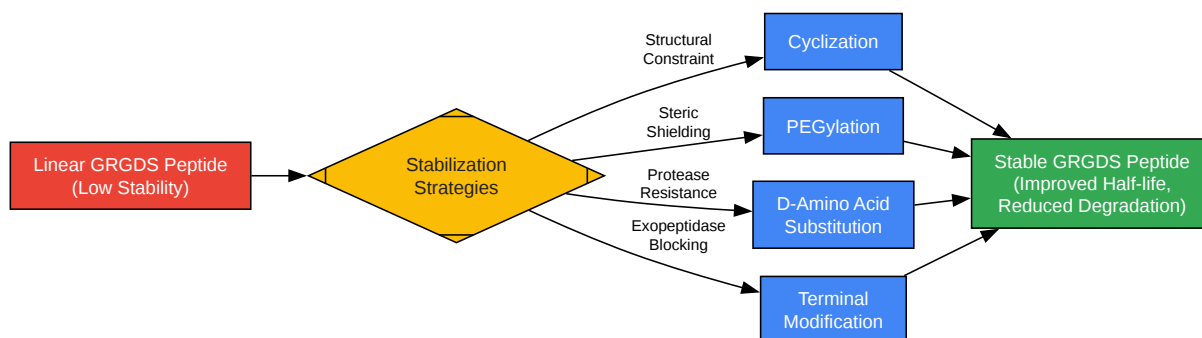 Linear GRGDS Peptide
(Low Stability)
Stabilization
Strategies
Structural
Constraint
Cyclization
Steric
Shielding
PEGylation
Protease
Resistance
D-Amino Acid
Substitution
Exopeptidase
Blocking
Terminal
Modification
Stable GRGDS Peptide
(Improved Half-life,
Reduced Degradation)